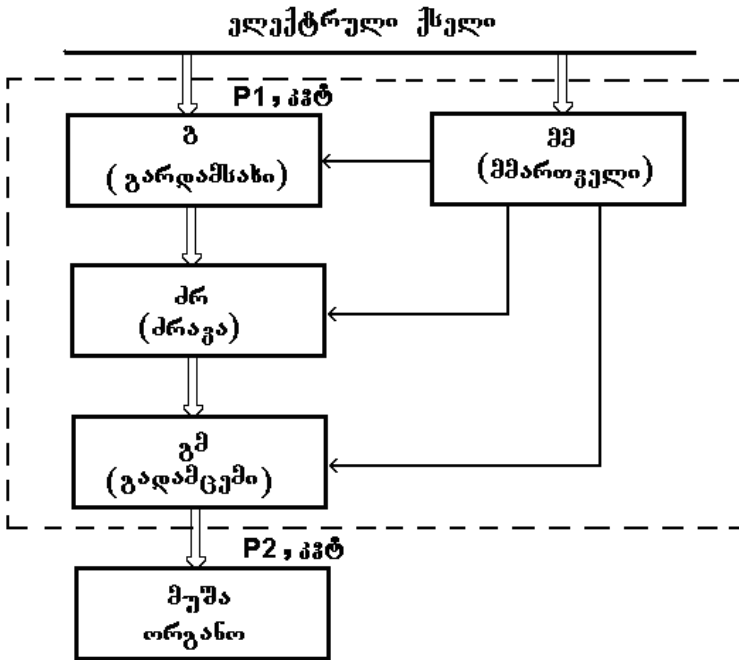 ელექტრული ქსელი
P1, კვტ
გ
(გარდამსახი)
მმ
(მმართველი)
ძრ
(ძრავა)
გმ
(გადამცემი)
P2, კვტ
მუშა
ორგანო